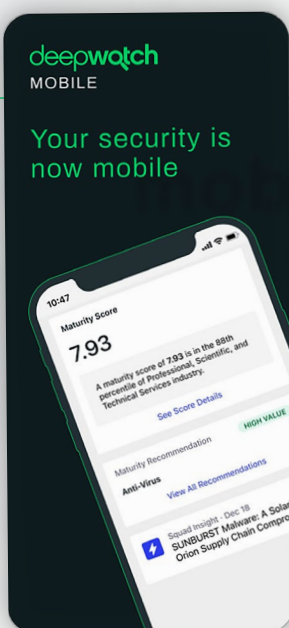 deepwatch
MOBILE
Your security is
now mobile
10:47
Maturity Score
7.93
A maturity score of 7.93 is in the 88th
percentile of Professional, Scientific, and
Technical Services industry.
See Score Details
Maturity Recommendation
HIGH VALUE
Anti-Virus
View All Recommendations
Squad Insight · Dec 18
SUNBURST Malware: A Sola
Orion Supply Chain Compro